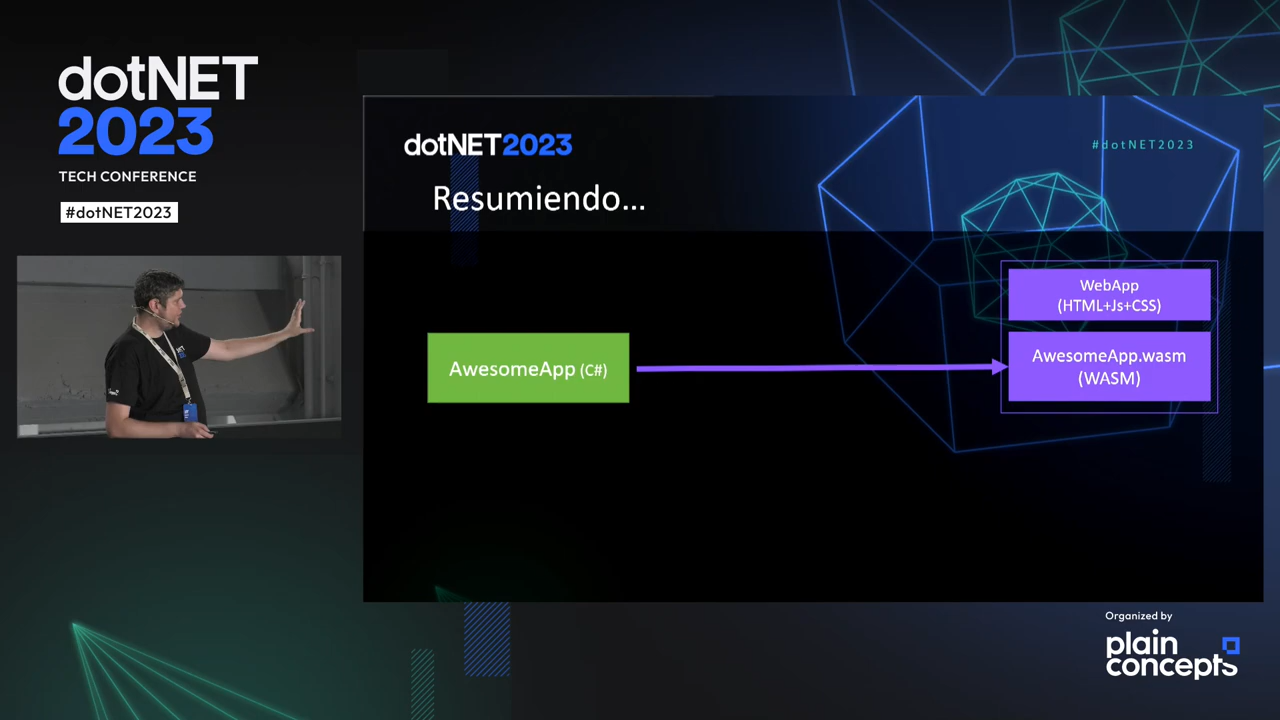 dotNET
2023
TECH CONFERENCE
#dotNET2023
dotNET2023
#dotNET2023
Resumiendo...
WebApp
(HTML+Js+CSS)
AwesomeApp (C#)
AwesomeApp.wasm
(WASM)
Organized by
plain
concepts